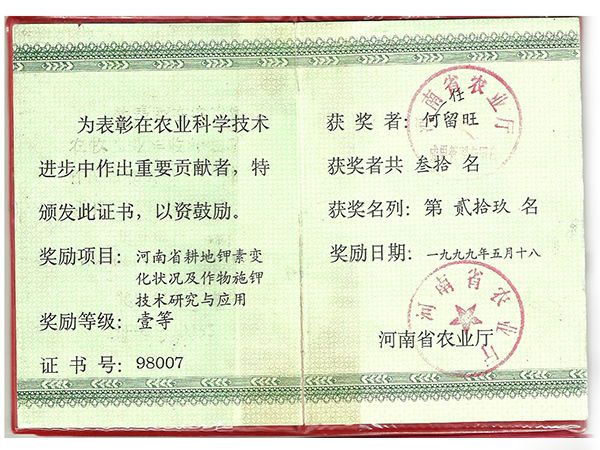 为表彰在农业科学技术
进步中作出重要贡献者，特
颁发此证书，以资鼓励。
奖励项目：河南省耕地钾素变
化状况及作物施钾
技术研究与应用
奖励等级：壹等
证书号：98007
河南省农业厅
任
获奖者：何留旺
获奖者共 叁拾 名
获奖名列：第 贰拾玖 名
奖励日期：一九九九年五月十八
河南省农业厅
河南省农业厅